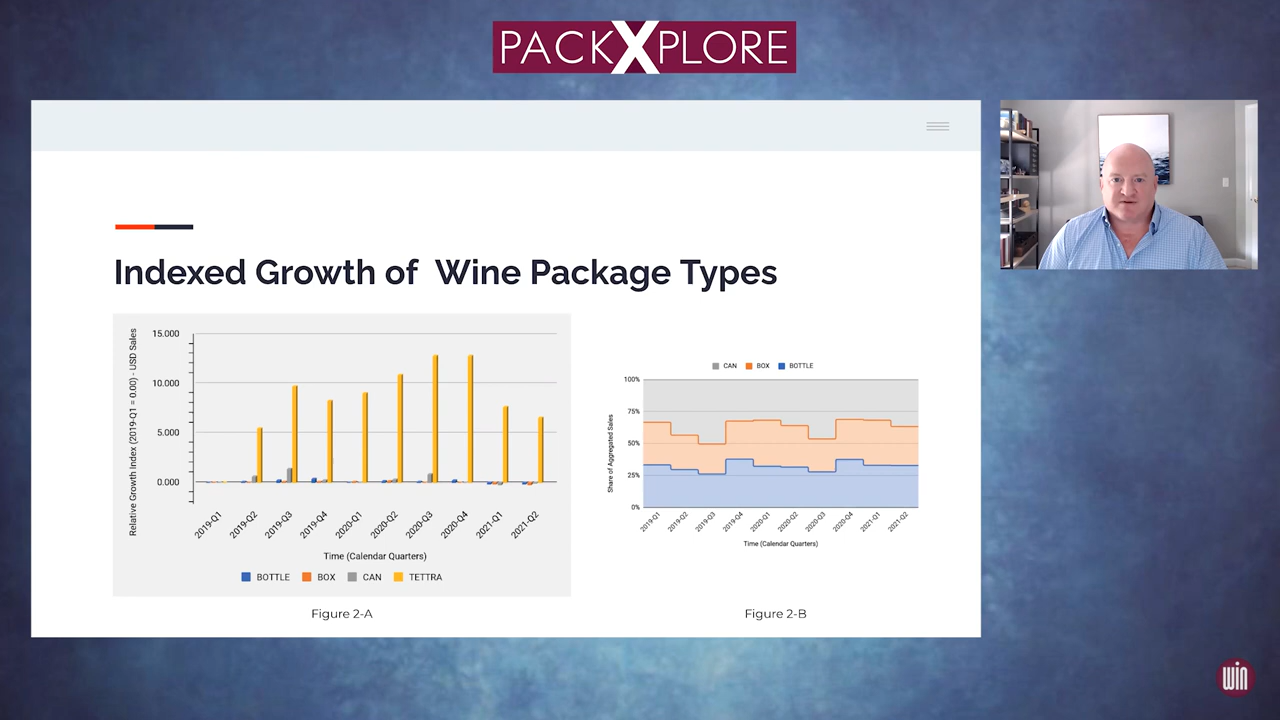 PACKXPLORE
Indexed Growth of  Wine Package Types
Relative Growth Index (2019-Q1 = 0.00) - USD Sales
15.000
10.000
5.000
0.000
2019-Q1
2019-Q2
2019-Q3
2019-Q4
2020-Q1
2020-Q2
2020-Q3
2020-Q4
2021-Q1
2021-Q2
Time (Calendar Quarters)
BOTTLE BOX CAN TETTRA
Figure 2-A
CAN BOX BOTTLE
Share of Aggregated Sales
100%
75%
50%
25%
0%
2019-Q1
2019-Q2
2019-Q3
2019-Q4
2020-Q1
2020-Q2
2020-Q3
2020-Q4
2021-Q1
2021-Q2
Time (Calendar Quarters)
Figure 2-B
win